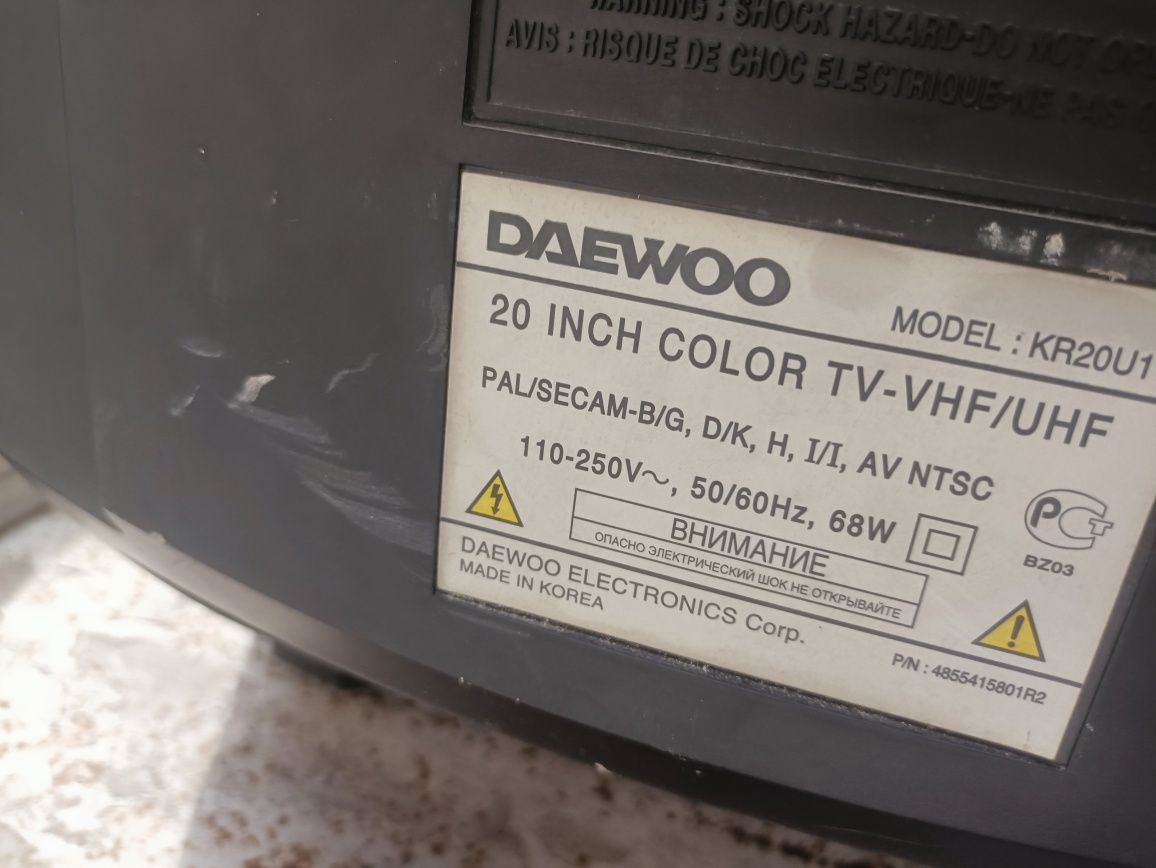 WARNING : SHOCK HAZARD-DO NOT
AVIS : RISQUE DE CHOC ELECTRIQUE-NE PAS
DAEWOO
MODEL : KR20U1
20 INCH COLOR TV-VHF/UHF
PAL/SECAM-B/G, D/K, H, I/I, AV NTSC
110-250V~, 50/60Hz, 68W
PCT
BZ03
ВНИМАНИЕ
ОПАСНО ЭЛЕКТРИЧЕСКИЙ ШОК НЕ ОТКРЫВАЙТЕ
DAEWOO ELECTRONICS Corp.
MADE IN KOREA
P/N : 4855415801R2